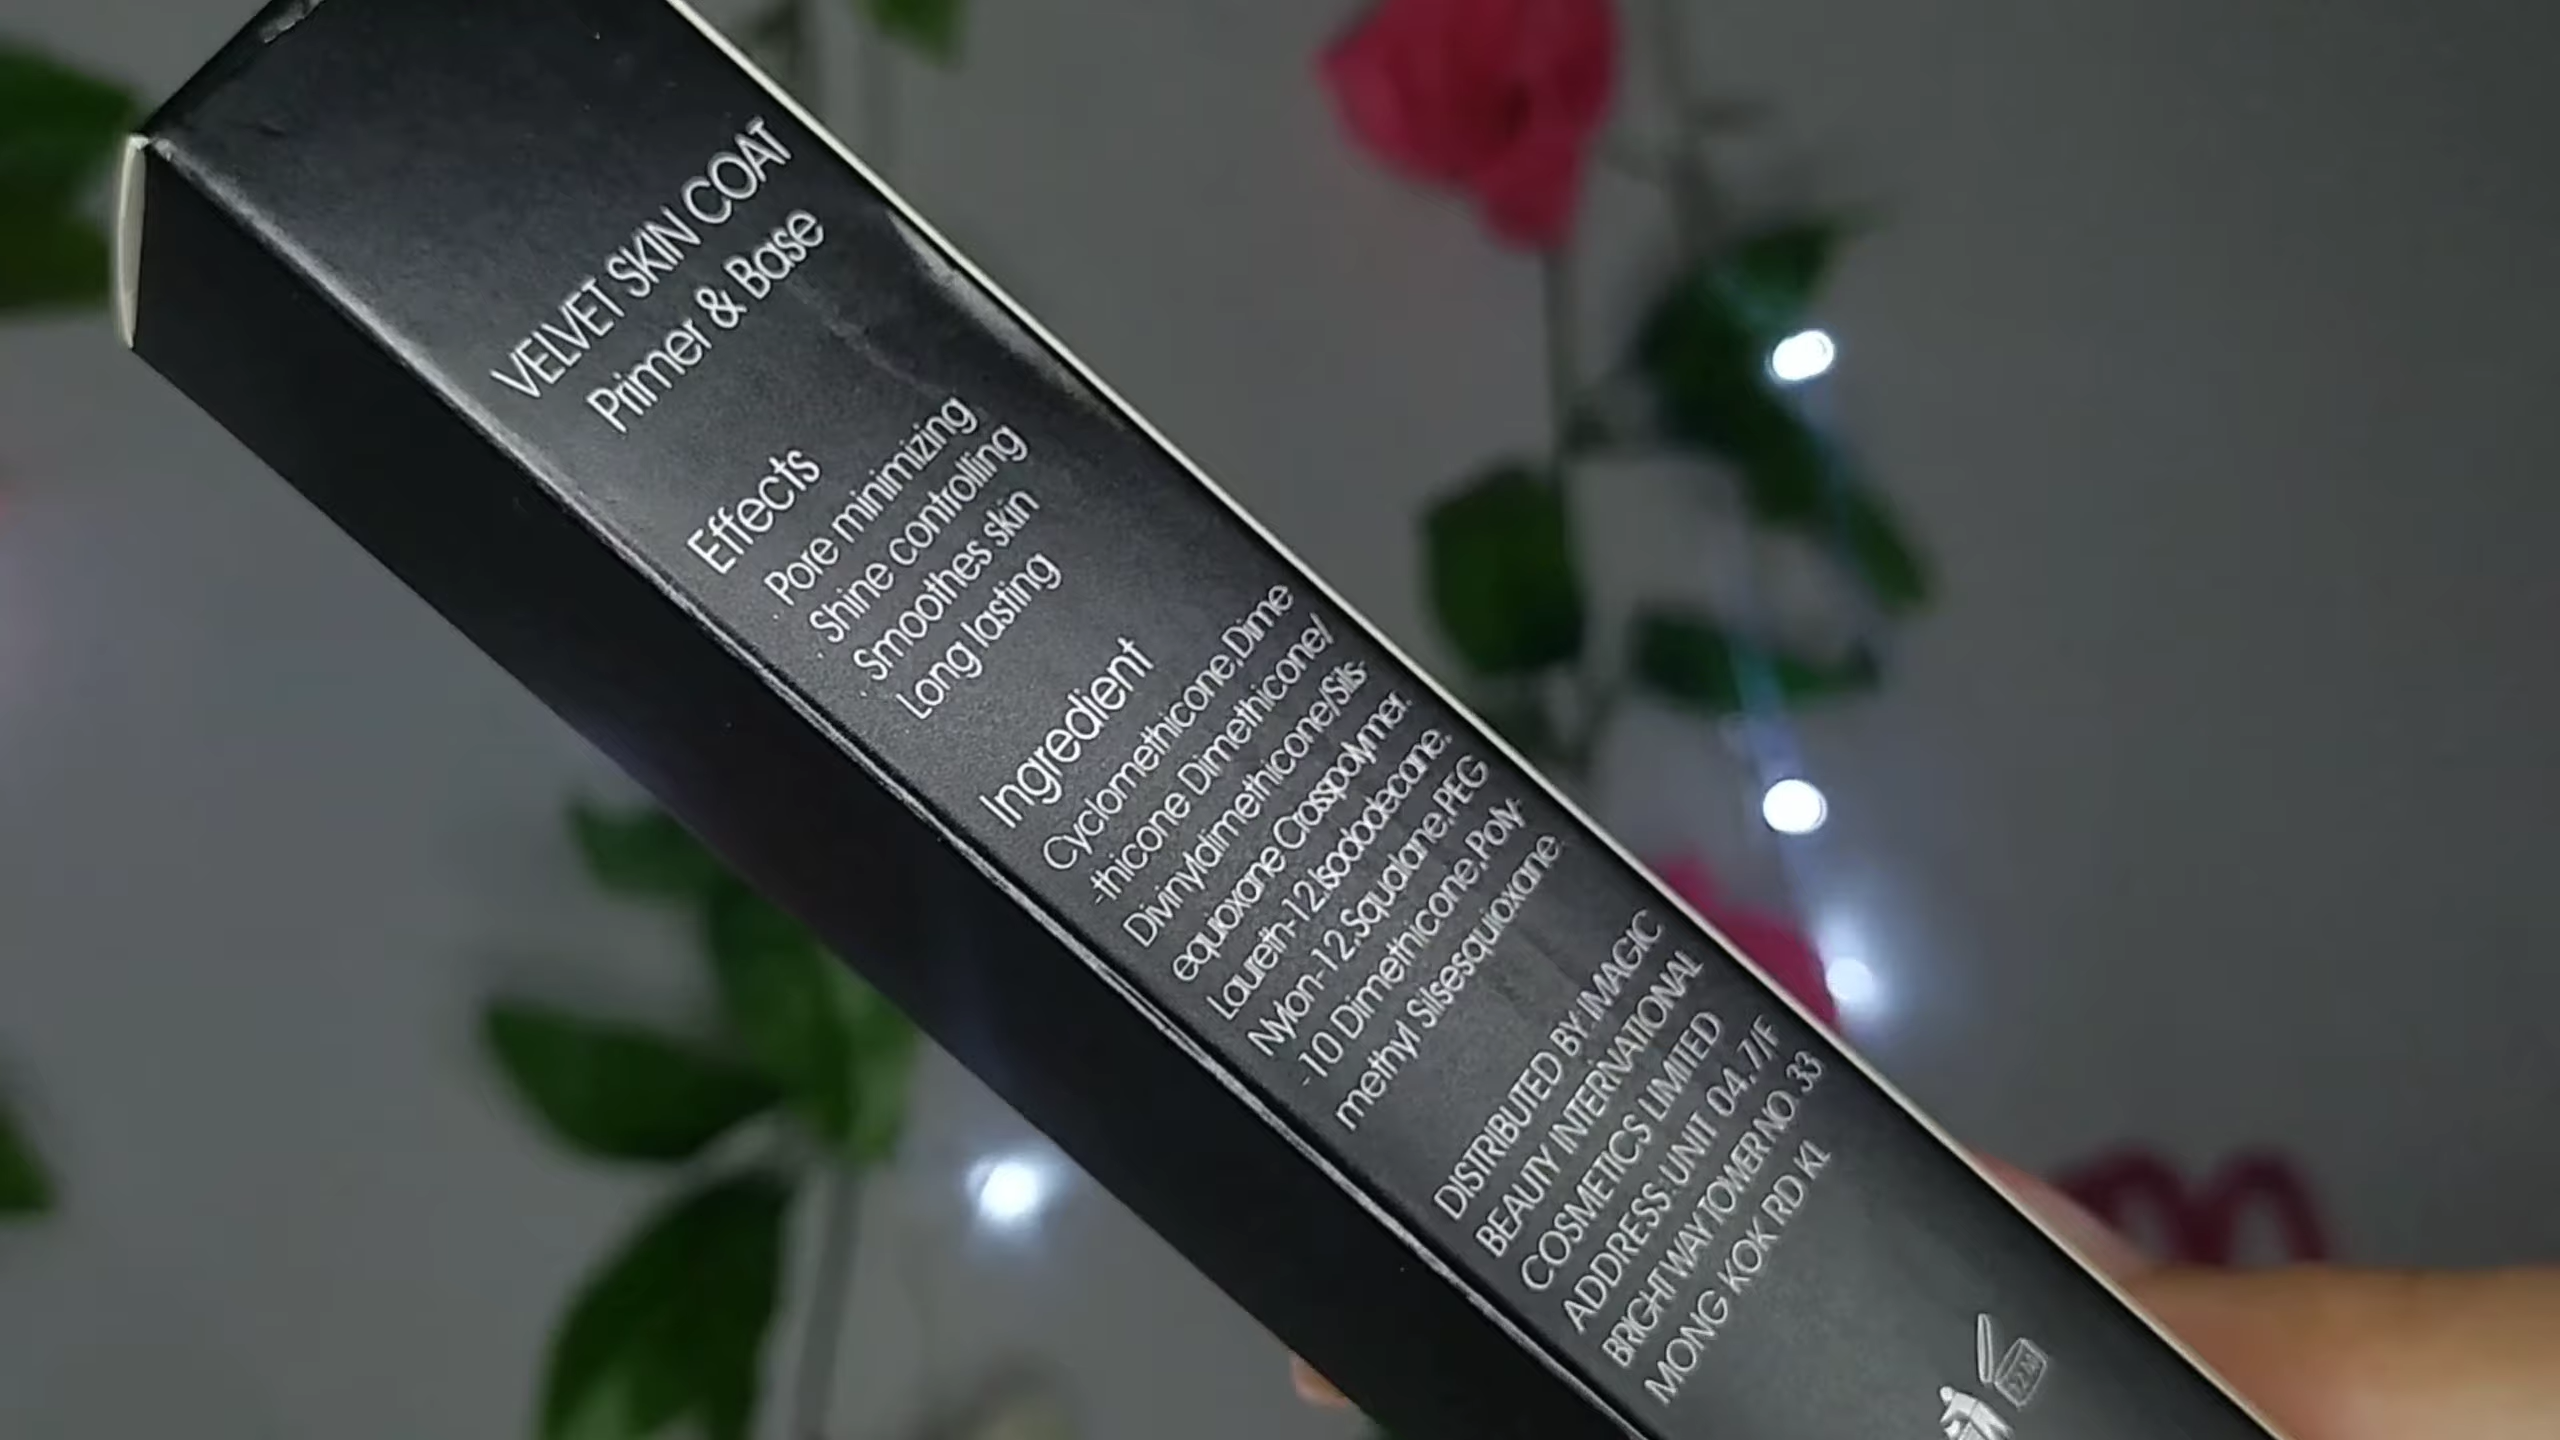 VELVET SKIN COAT
Primer & Base
Effects
Pore minimizing
Shine controlling
Smoothes skin
Long lasting
Ingredient
Cyclomethicone,Dime
-thicone Dimethicone/
Divinyldimethicone/Sils-
equioxane Crosspolymer.
Laureth-12.Isododecane.
Nylon-12.Squalane.PEG
-10 Dimethicone.Poly-
methyl Silsesquioxane.
DISTRIBUTED BY:IMAGIC
BEAUTY INTERNATIONAL
COSMETICS LIMITED
ADDRESS:UNIT 04.7/F
BRIGHT WAY TOWER NO. 33
MONG KOK RD KL